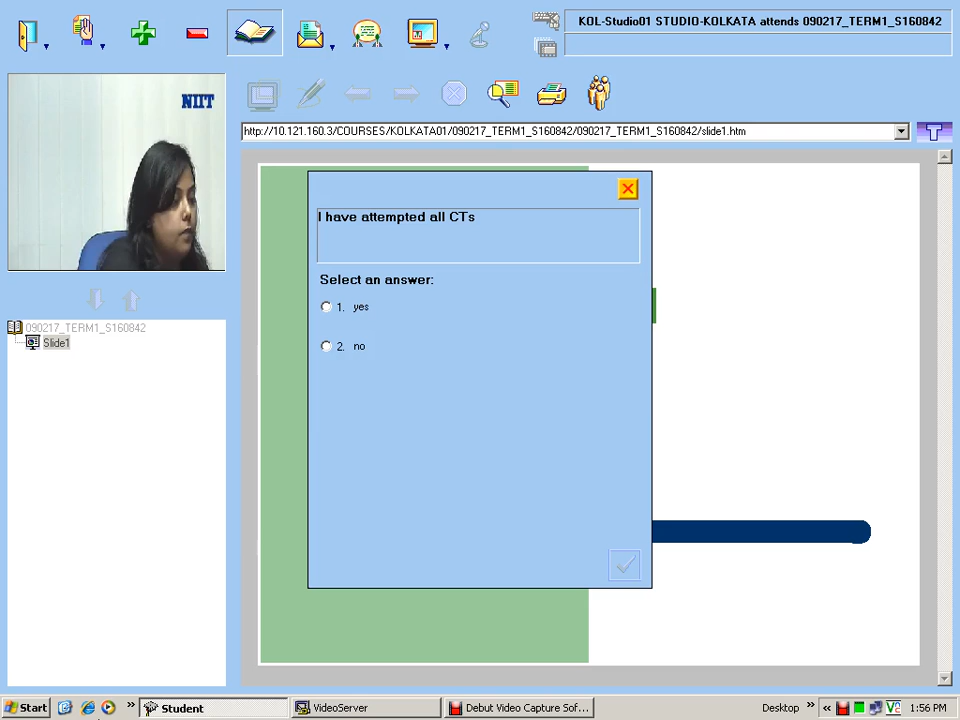 KOL-Studio01 STUDIO-KOLKATA attends 090217_TERM1_S160842
NIIT
http://10.121.160.3/COURSES/KOLKATA01/090217_TERM1_S160842/090217_TERM1_S160842/slide1.htm
T
I have attempted all CTs
Select an answer:
1. yes
2. no
090217_TERM1_S160842
Slide1
Start
Student
VideoServer
Debut Video Capture Sof...
Desktop
1:56 PM